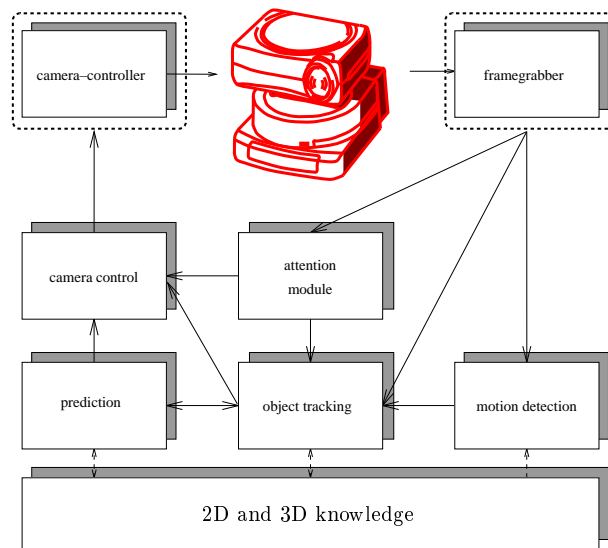 camera–controller
framegrabber
camera control
attention
module
prediction
object tracking
motion detection
2D and 3D knowledge